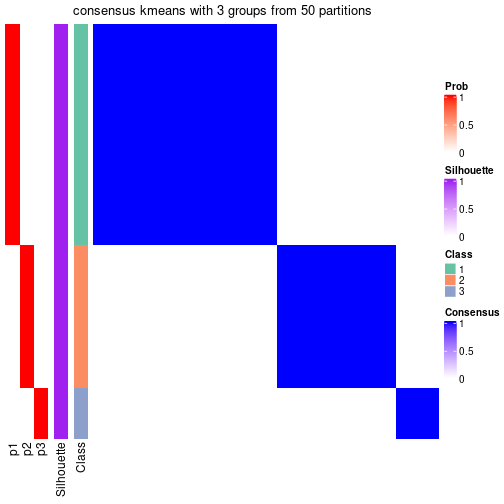 consensus kmeans with 3 groups from 50 partitions
Prob
1
0.5
0
Silhouette
1
0.5
0
Class
1
2
3
Consensus
1
0.5
0
p1
p2
p3
Silhouette
Class